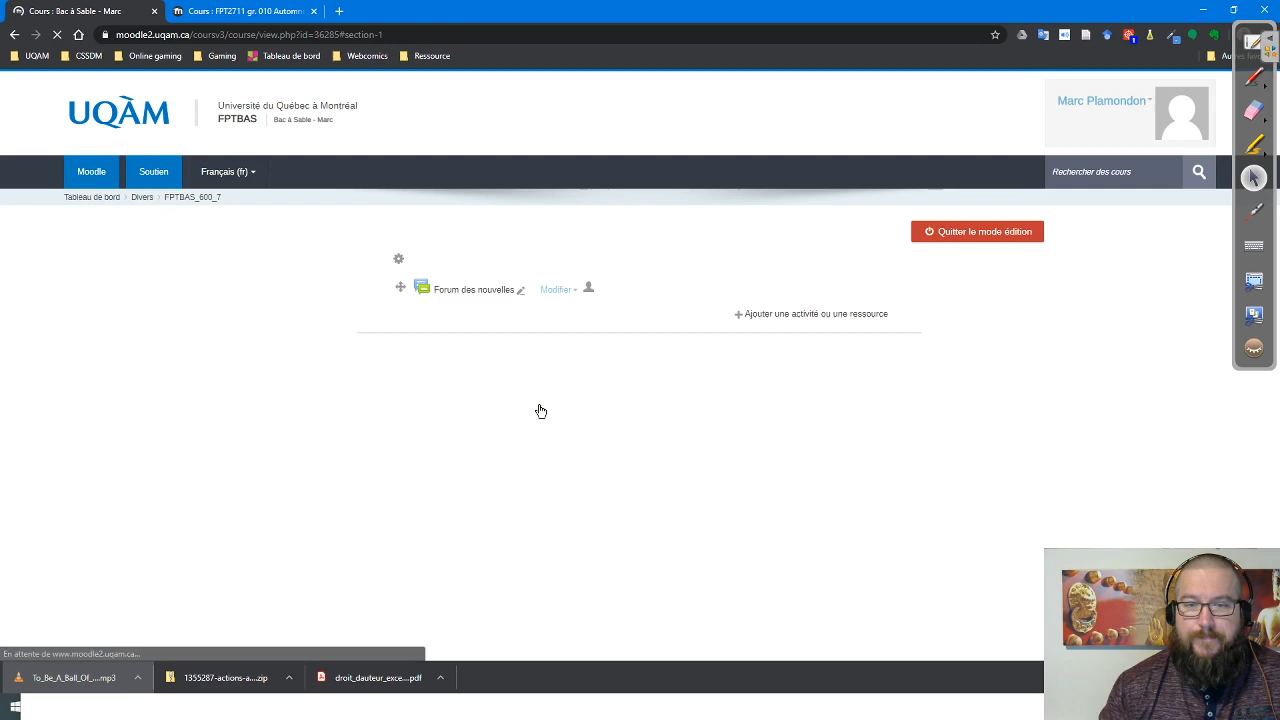 Cours : Bac à Sable - Marc
Cours : FPT2711 gr. 010 Automn
moodle2.uqam.ca/coursv3/course/view.php?id=36285#section-1
UQAM
CSSDM
Online gaming
Gaming
Tableau de bord
Webcomics
Ressource
Autres favo
UQÀM
Université du Québec à Montréal
FPTBAS
Bac à Sable - Marc
Marc Plamondon
Moodle
Soutien
Français (fr)
Rechercher des cours
Tableau de bord
Divers
FPTBAS_600_7
Quitter le mode édition
Forum des nouvelles
Modifier
Ajouter une activité ou une ressource
En attente de www.moodle2.uqam.ca...
To_Be_A_Ball_Of_....mp3
1355287-actions-a....zip
droit_dauteur_exce....pdf